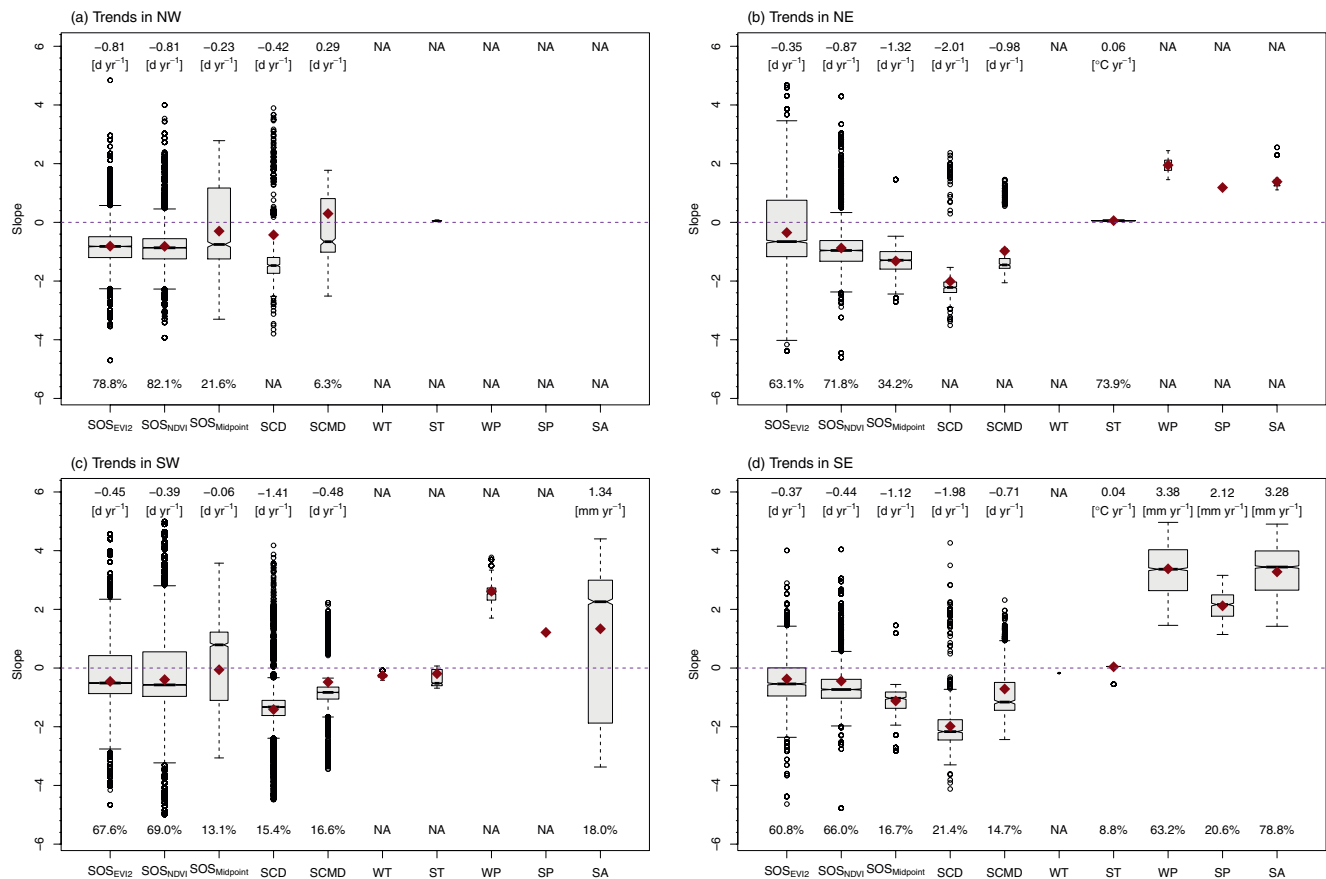 (a) Trends in NW
−0.81 −0.81 −0.23 −0.42 0.29 NA NA NA NA NA
[d yr−1] [d yr−1] [d yr−1] [d yr−1] [d yr−1]
6
4
2
0
−2
−4
−6
Slope
78.8% 82.1% 21.6% NA 6.3% NA NA NA NA NA
SOSEVI2 SOSNDVI SOSMidpoint SCD SCMD WT ST WP SP SA
(b) Trends in NE
−0.35 −0.87 −1.32 −2.01 −0.98 NA 0.06 NA NA NA
[d yr−1] [d yr−1] [d yr−1] [d yr−1] [d yr−1] [°C yr−1]
6
4
2
0
−2
−4
−6
Slope
63.1% 71.8% 34.2% NA NA NA 73.9% NA NA NA
SOSEVI2 SOSNDVI SOSMidpoint SCD SCMD WT ST WP SP SA
(c) Trends in SW
−0.45 −0.39 −0.06 −1.41 −0.48 NA NA NA NA 1.34
[d yr−1] [d yr−1] [d yr−1] [d yr−1] [d yr−1] [mm yr−1]
6
4
2
0
−2
−4
−6
Slope
67.6% 69.0% 13.1% 15.4% 16.6% NA NA NA NA 18.0%
SOSEVI2 SOSNDVI SOSMidpoint SCD SCMD WT ST WP SP SA
(d) Trends in SE
−0.37 −0.44 −1.12 −1.98 −0.71 NA 0.04 3.38 2.12 3.28
[d yr−1] [d yr−1] [d yr−1] [d yr−1] [d yr−1] [°C yr−1] [mm yr−1] [mm yr−1] [mm yr−1]
6
4
2
0
−2
−4
−6
Slope
60.8% 66.0% 16.7% 21.4% 14.7% NA 8.8% 63.2% 20.6% 78.8%
SOSEVI2 SOSNDVI SOSMidpoint SCD SCMD WT ST WP SP SA